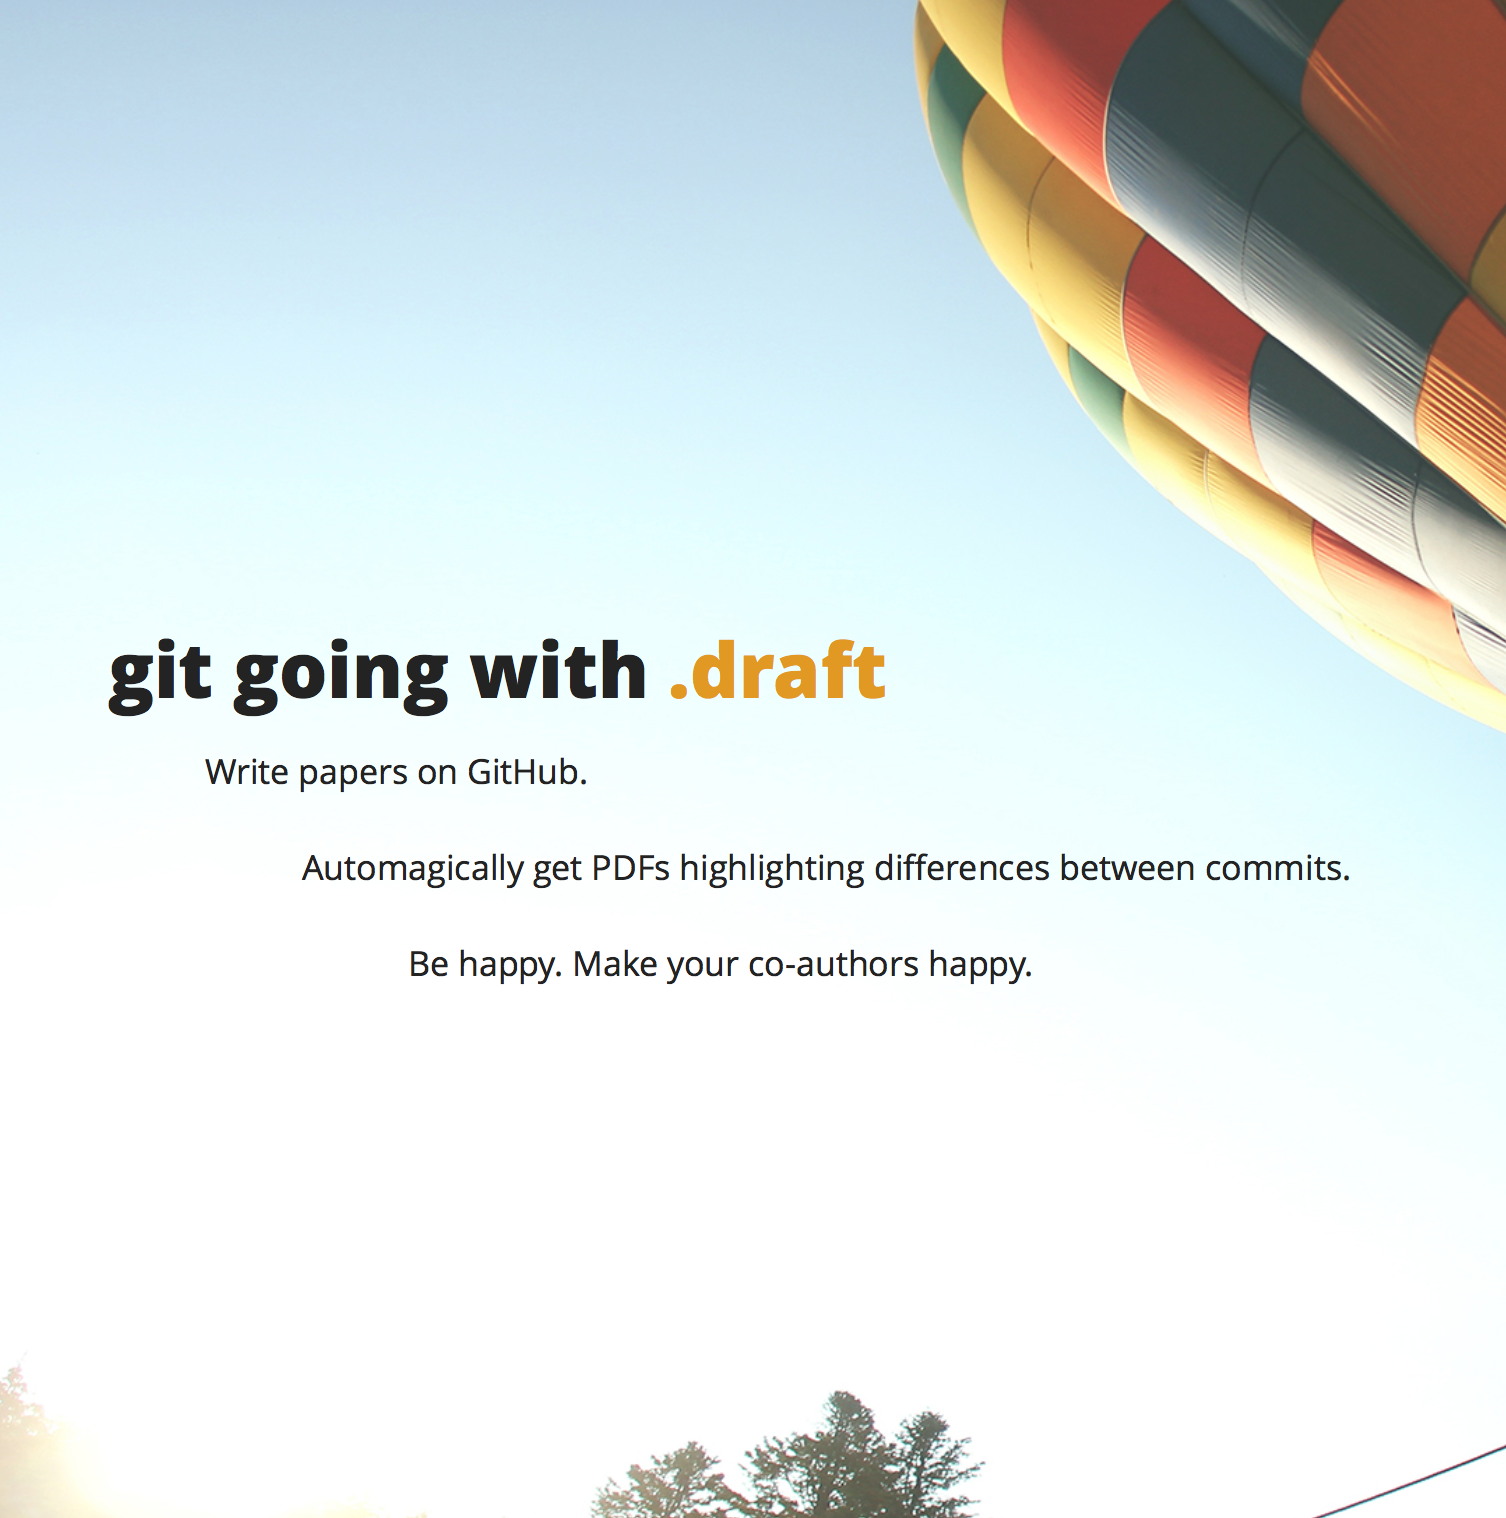 git going with .draft
Write papers on GitHub.
Automagically get PDFs highlighting differences between commits.
Be happy. Make your co-authors happy.